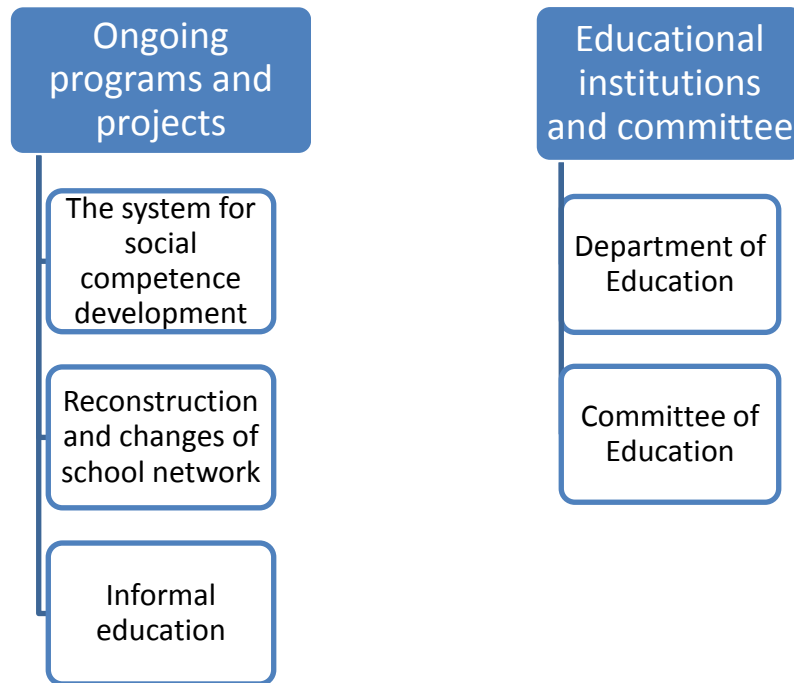 Ongoing
programs and
projects
The system for
social
competence
development
Reconstruction
and changes of
school network
Informal
education
Educational
institutions
and committee
Department of
Education
Committee of
Education